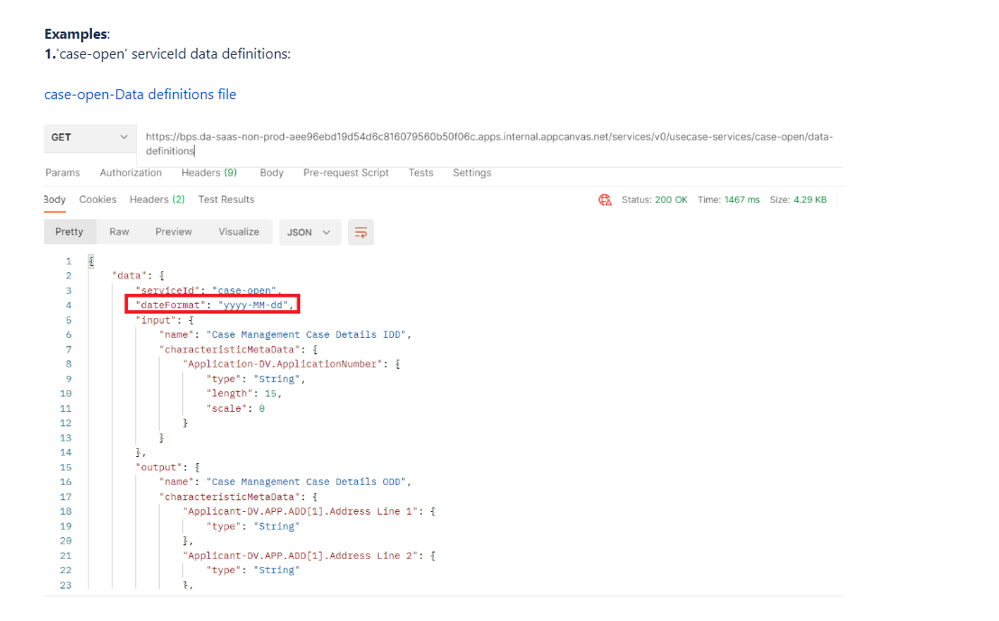 Examples:
1.'case-open' serviceId data definitions:
case-open-Data definitions file
GET
https://bps.da-saas-non-prod-aee96ebd19d54d6c816079560b50f06c.apps.internal.appcanvas.net/services/v0/usecase-services/case-open/data-
definitions
Params Authorization Headers (9) Body Pre-request Script Tests Settings
Body Cookies Headers (2) Test Results Status: 200 OK Time: 1467 ms Size: 4.29 KB
Pretty Raw Preview Visualize JSON
1 {
2 "data": {
3 "serviceId": "case-open",
4 "dateFormat": "yyyy-MM-dd",
5 "input": {
6 "name": "Case Management Case Details IDD",
7 "characteristicMetaData": {
8 "Application-DV.ApplicationNumber": {
9 "type": "String",
10 "length": 15,
11 "scale": 0
12 }
13 }
14 },
15 "output": {
16 "name": "Case Management Case Details ODD",
17 "characteristicMetaData": {
18 "Applicant-DV.APP.ADD[1].Address Line 1": {
19 "type": "String"
20 },
21 "Applicant-DV.APP.ADD[1].Address Line 2": {
22 "type": "String"
23 },